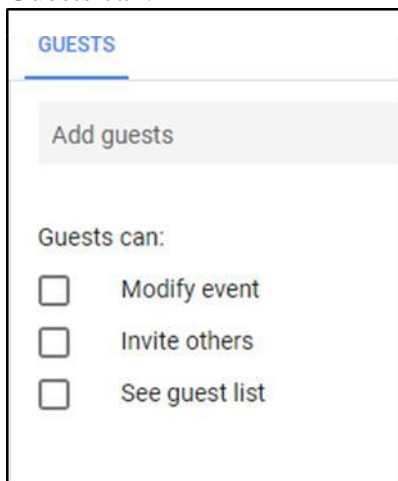 GUESTS
Add guests
Guests can:
Modify event
Invite others
See guest list